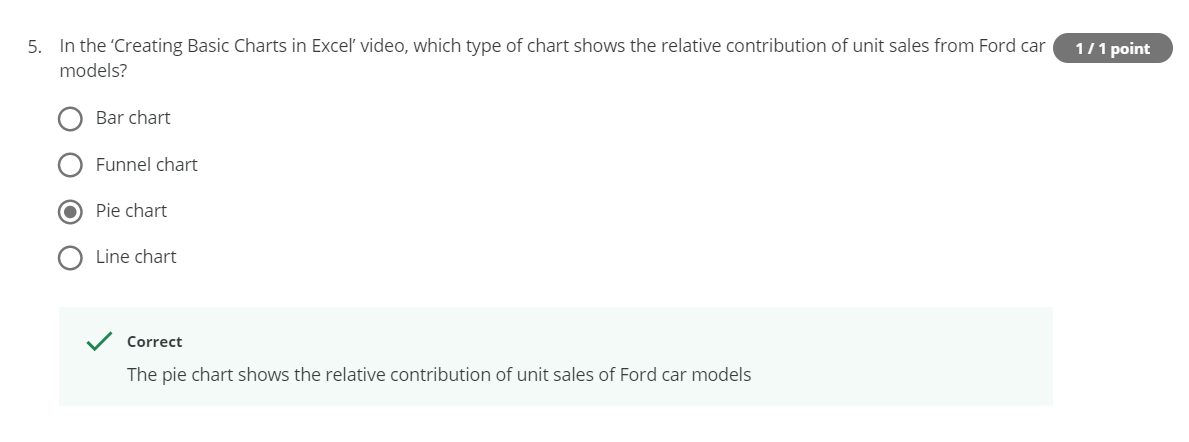 5. In the ‘Creating Basic Charts in Excel’ video, which type of chart shows the relative contribution of unit sales from Ford car 1 / 1 point
models?
Bar chart
Funnel chart
Pie chart
Line chart
Correct
The pie chart shows the relative contribution of unit sales of Ford car models